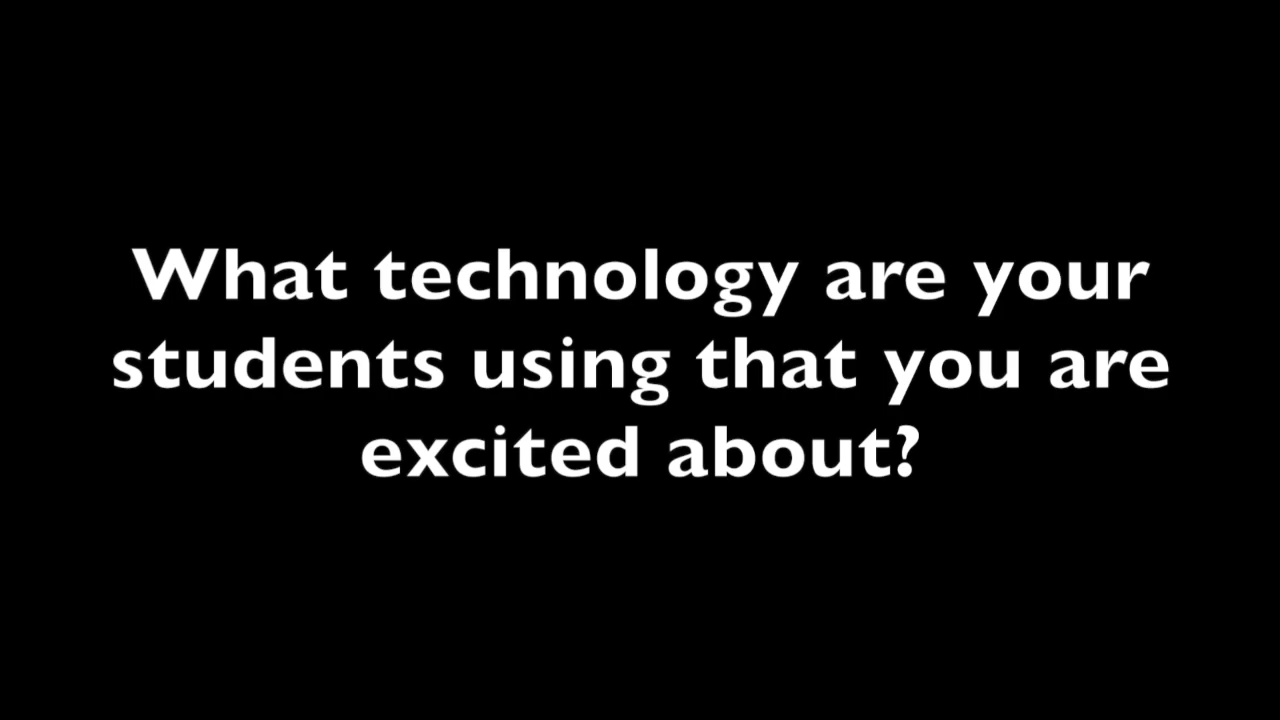 What technology are your
students using that you are
excited about?